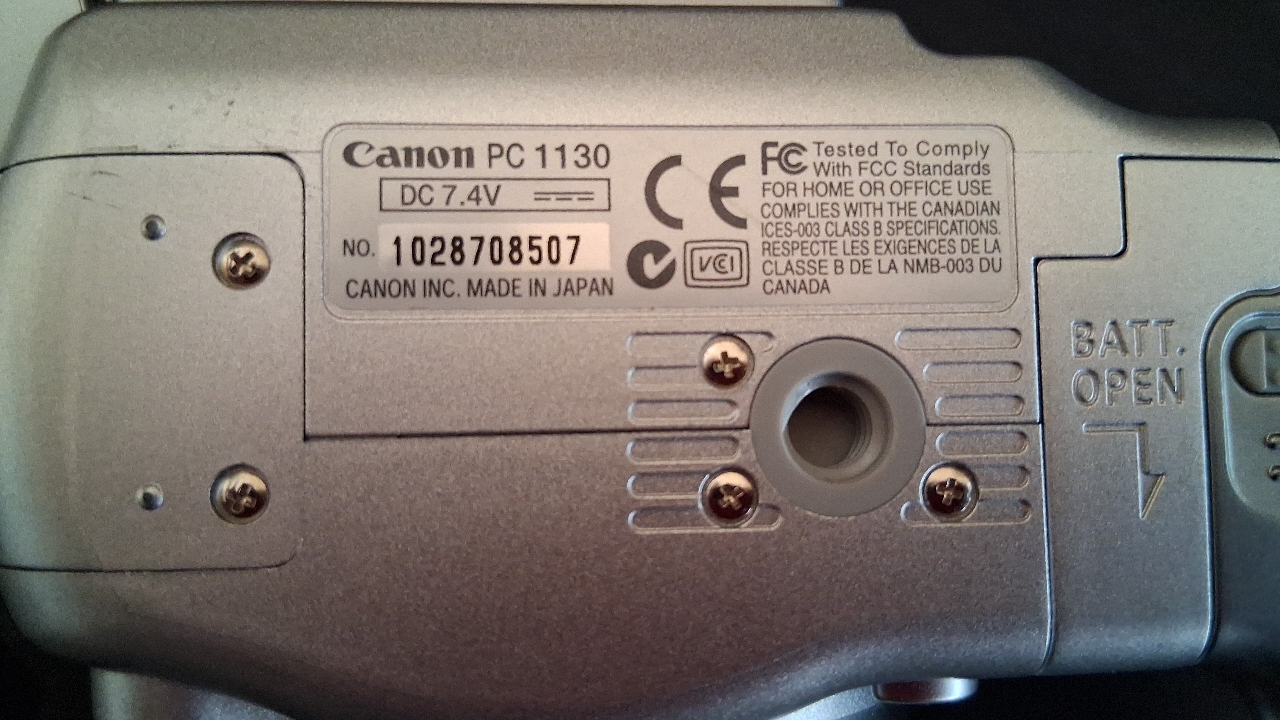 Canon PC 1130
DC 7.4V
NO. 1028708507
CANON INC. MADE IN JAPAN
CE
VCI
FC Tested To Comply
With FCC Standards
FOR HOME OR OFFICE USE
COMPLIES WITH THE CANADIAN
ICES-003 CLASS B SPECIFICATIONS.
RESPECTE LES EXIGENCES DE LA
CLASSE B DE LA NMB-003 DU
CANADA
BATT.
OPEN